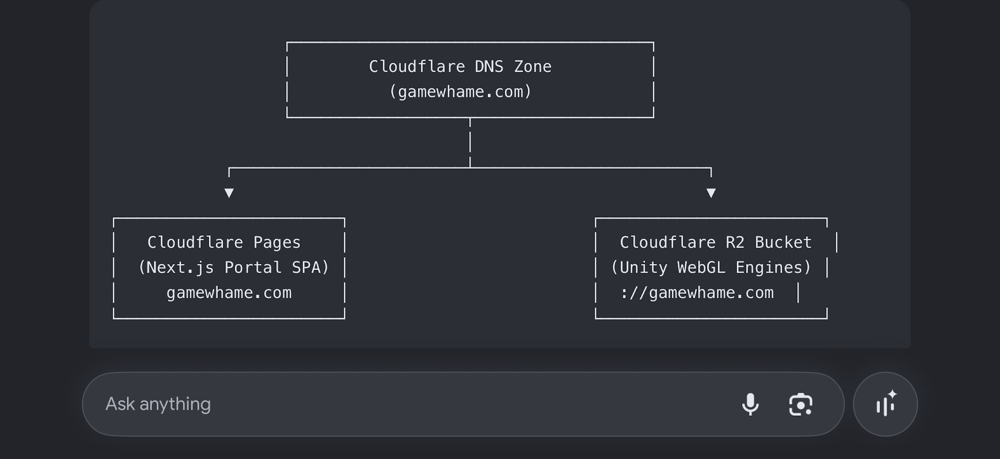 Cloudflare DNS Zone
(gamewhame.com)
Cloudflare Pages
(Next.js Portal SPA)
gamewhame.com
Cloudflare R2 Bucket
(Unity WebGL Engines)
://gamewhame.com
Ask anything